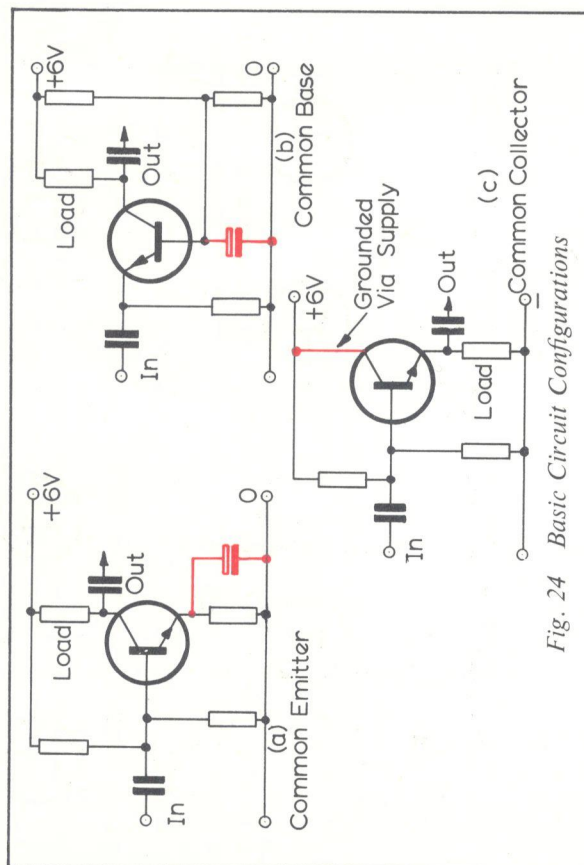 +6V
Load
Out
In
0
(a)
Common Emitter
+6V
Load
Out
In
0
(b)
Common Base
+6V
Grounded
Via Supply
In
Out
Load
(c)
Common Collector
Fig. 24 Basic Circuit Configurations